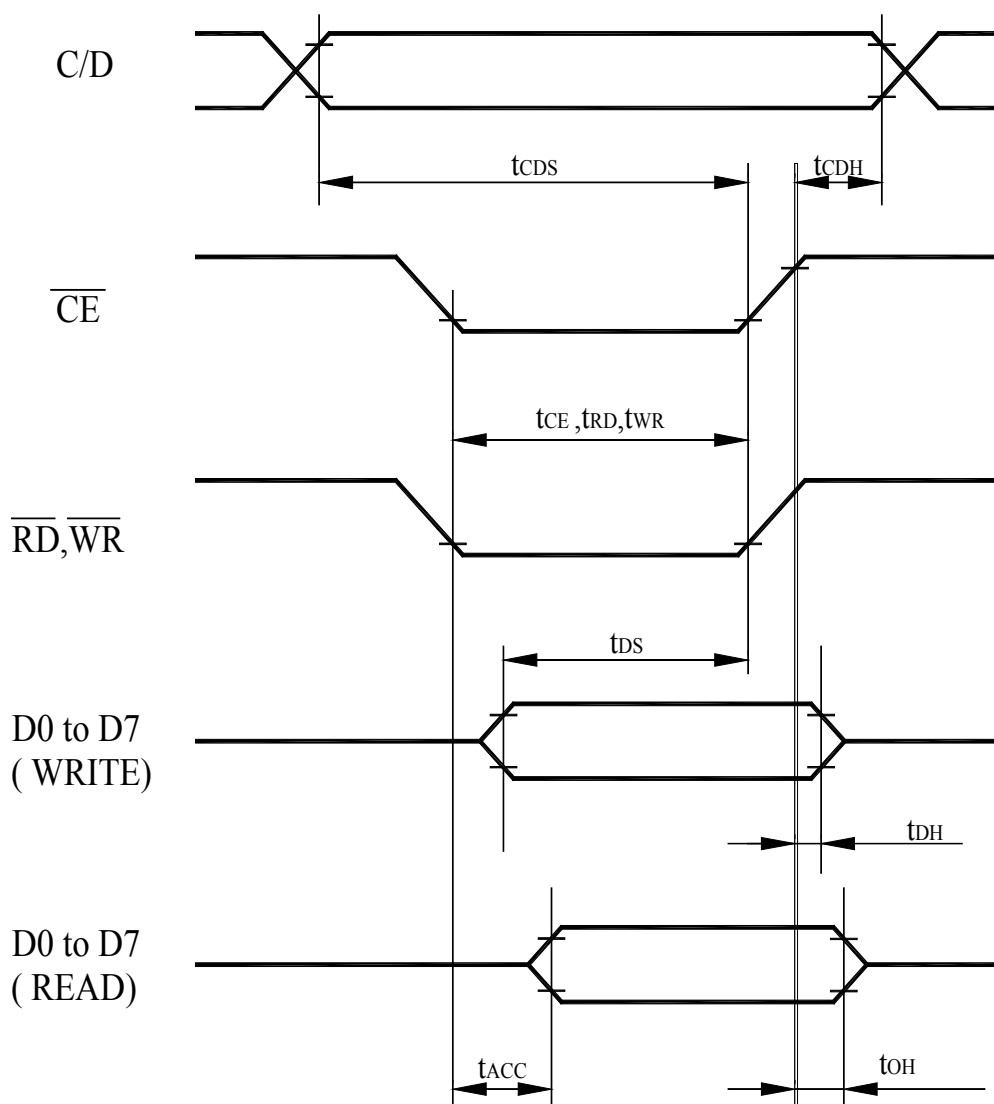 C/D
tCDS
tCDH
CE
tCE ,tRD,tWR
RD,WR
tDS
D0 to D7
( WRITE)
tDH
D0 to D7
( READ)
tACC
tOH